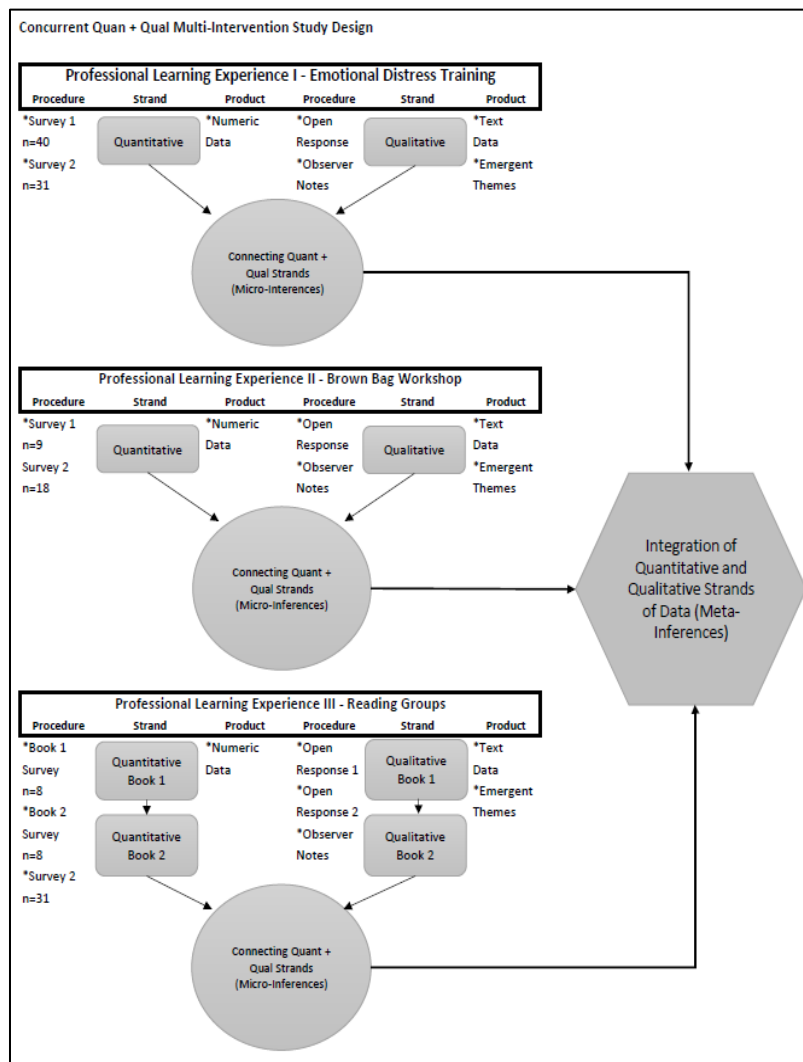 Concurrent Quan + Qual Multi-Intervention Study Design
Professional Learning Experience I - Emotional Distress Training
Procedure Strand Product Procedure Strand Product
*Survey 1
n=40
*Survey 2
n=31
Quantitative
*Numeric
Data
*Open
Response
*Observer
Notes
Qualitative
*Text
Data
*Emergent
Themes
Connecting Quant +
Qual Strands
(Micro-Interences)
Professional Learning Experience II - Brown Bag Workshop
Procedure Strand Product Procedure Strand Product
*Survey 1
n=9
Survey 2
n=18
Quantitative
*Numeric
Data
*Open
Response
*Observer
Notes
Qualitative
*Text
Data
*Emergent
Themes
Connecting Quant +
Qual Strands
(Micro-Inferences)
Professional Learning Experience III - Reading Groups
Procedure Strand Product Procedure Strand Product
*Book 1
Survey
n=8
*Book 2
Survey
n=8
*Survey 2
n=31
Quantitative
Book 1
Quantitative
Book 2
*Numeric
Data
*Open
Response 1
*Open
Response 2
*Observer
Notes
Qualitative
Book 1
Qualitative
Book 2
*Text
Data
*Emergent
Themes
Connecting Quant +
Qual Strands
(Micro-Inferences)
Integration of
Quantitative and
Qualitative Strands
of Data (Meta-
Inferences)